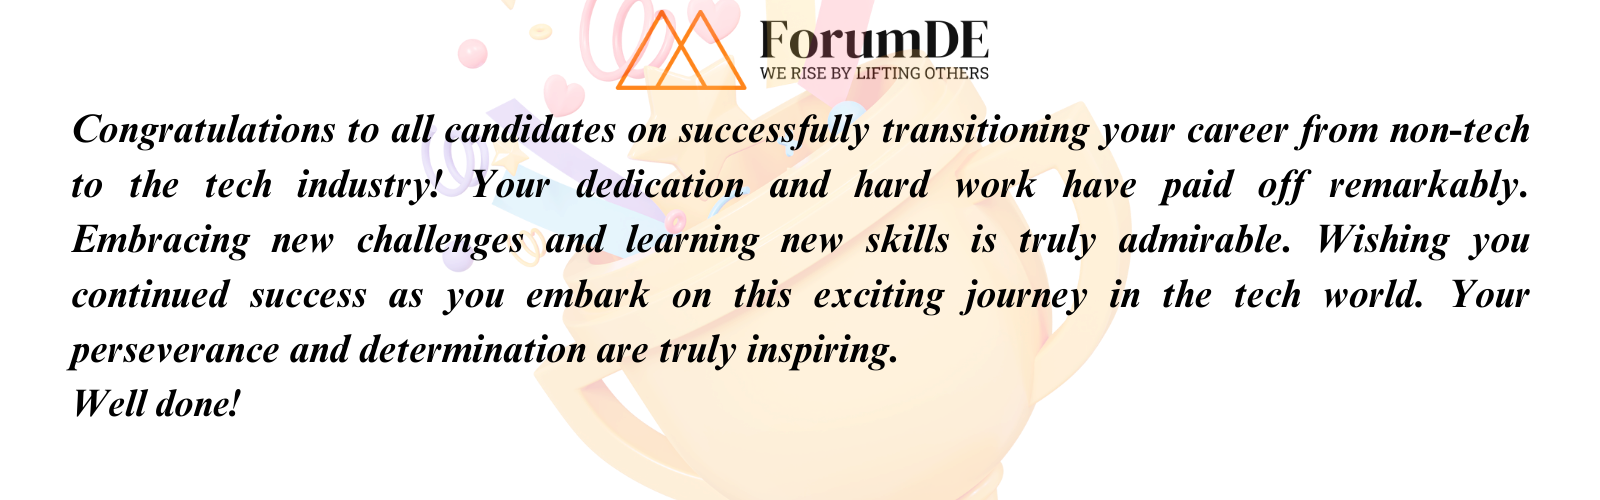 ForumDE
WE RISE BY LIFTING OTHERS
Congratulations to all candidates on successfully transitioning your career from non-tech
to the tech industry! Your dedication and hard work have paid off remarkably.
Embracing new challenges and learning new skills is truly admirable. Wishing you
continued success as you embark on this exciting journey in the tech world. Your
perseverance and determination are truly inspiring.
Well done!